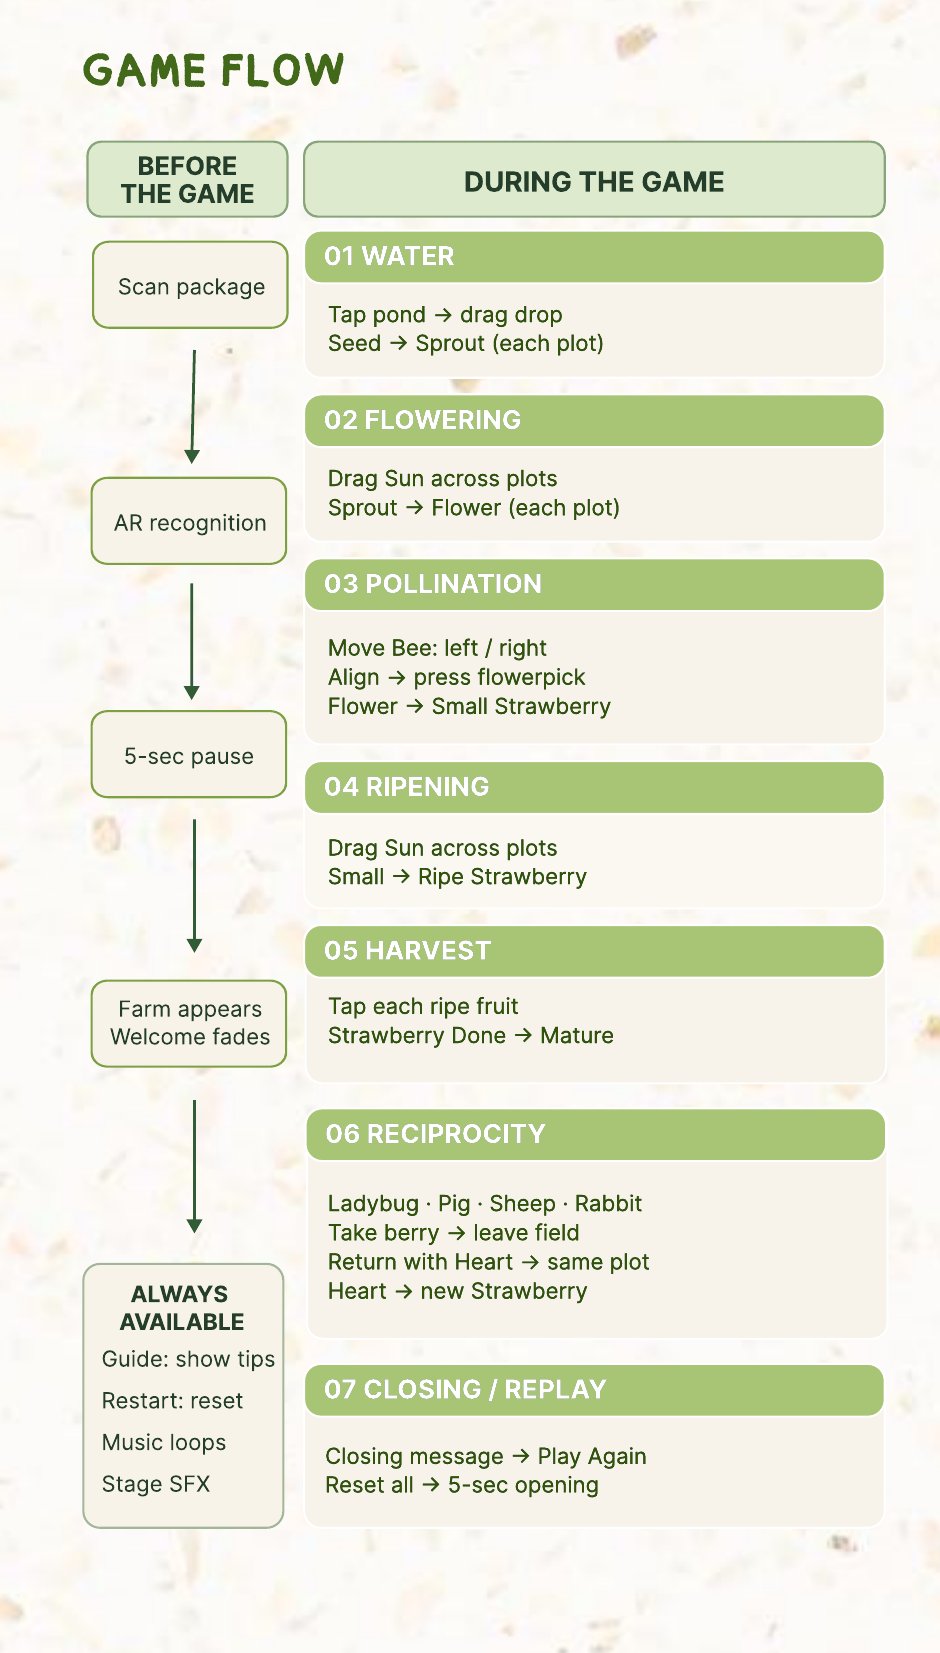 GAME FLOW
BEFORE
THE GAME
Scan package
AR recognition
5-sec pause
Farm appears
Welcome fades
ALWAYS
AVAILABLE
Guide: show tips
Restart: reset
Music loops
Stage SFX
DURING THE GAME
01 WATER
Tap pond → drag drop
Seed → Sprout (each plot)
02 FLOWERING
Drag Sun across plots
Sprout → Flower (each plot)
03 POLLINATION
Move Bee: left / right
Align → press flowerpick
Flower → Small Strawberry
04 RIPENING
Drag Sun across plots
Small → Ripe Strawberry
05 HARVEST
Tap each ripe fruit
Strawberry Done → Mature
06 RECIPROCITY
Ladybug · Pig · Sheep · Rabbit
Take berry → leave field
Return with Heart → same plot
Heart → new Strawberry
07 CLOSING / REPLAY
Closing message → Play Again
Reset all → 5-sec opening